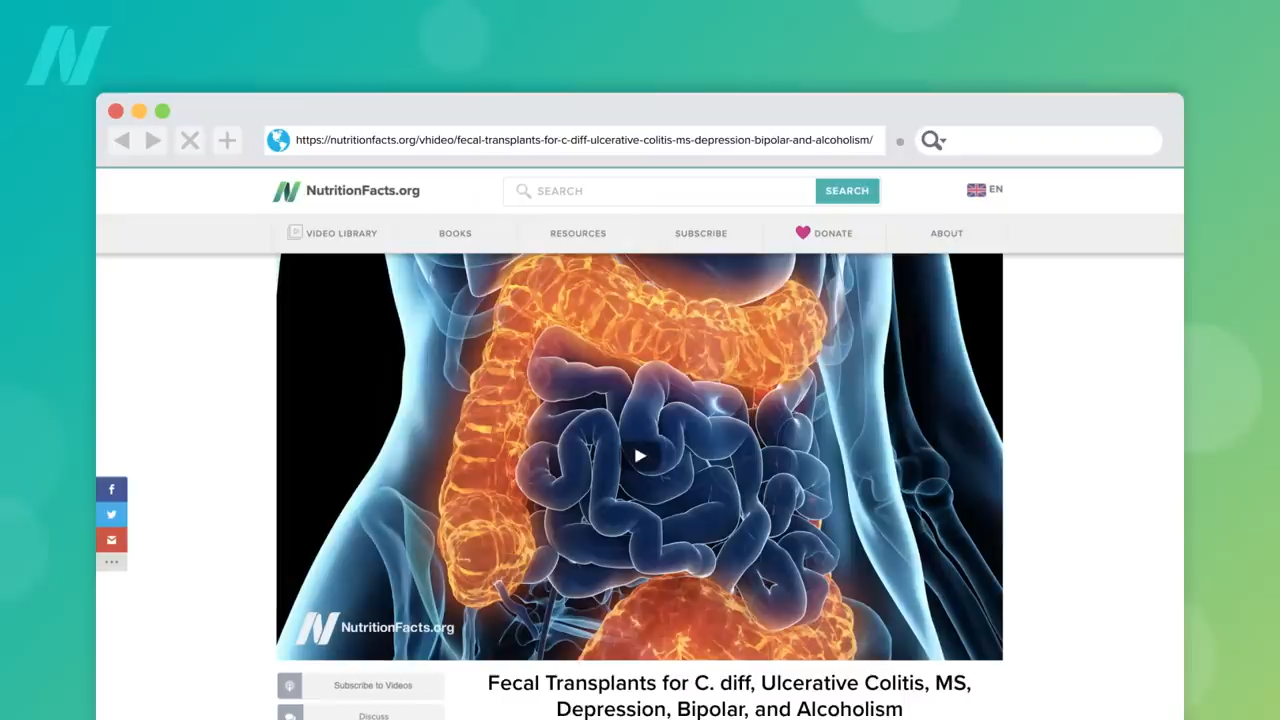 https://nutritionfacts.org/vhideo/fecal-transplants-for-c-diff-ulcerative-colitis-ms-depression-bipolar-and-alcoholism/
NutritionFacts.org
SEARCH
SEARCH
EN
VIDEO LIBRARY
BOOKS
RESOURCES
SUBSCRIBE
DONATE
ABOUT
NutritionFacts.org
Subscribe to Videos
Discuss
Fecal Transplants for C. diff, Ulcerative Colitis, MS,
Depression, Bipolar, and Alcoholism